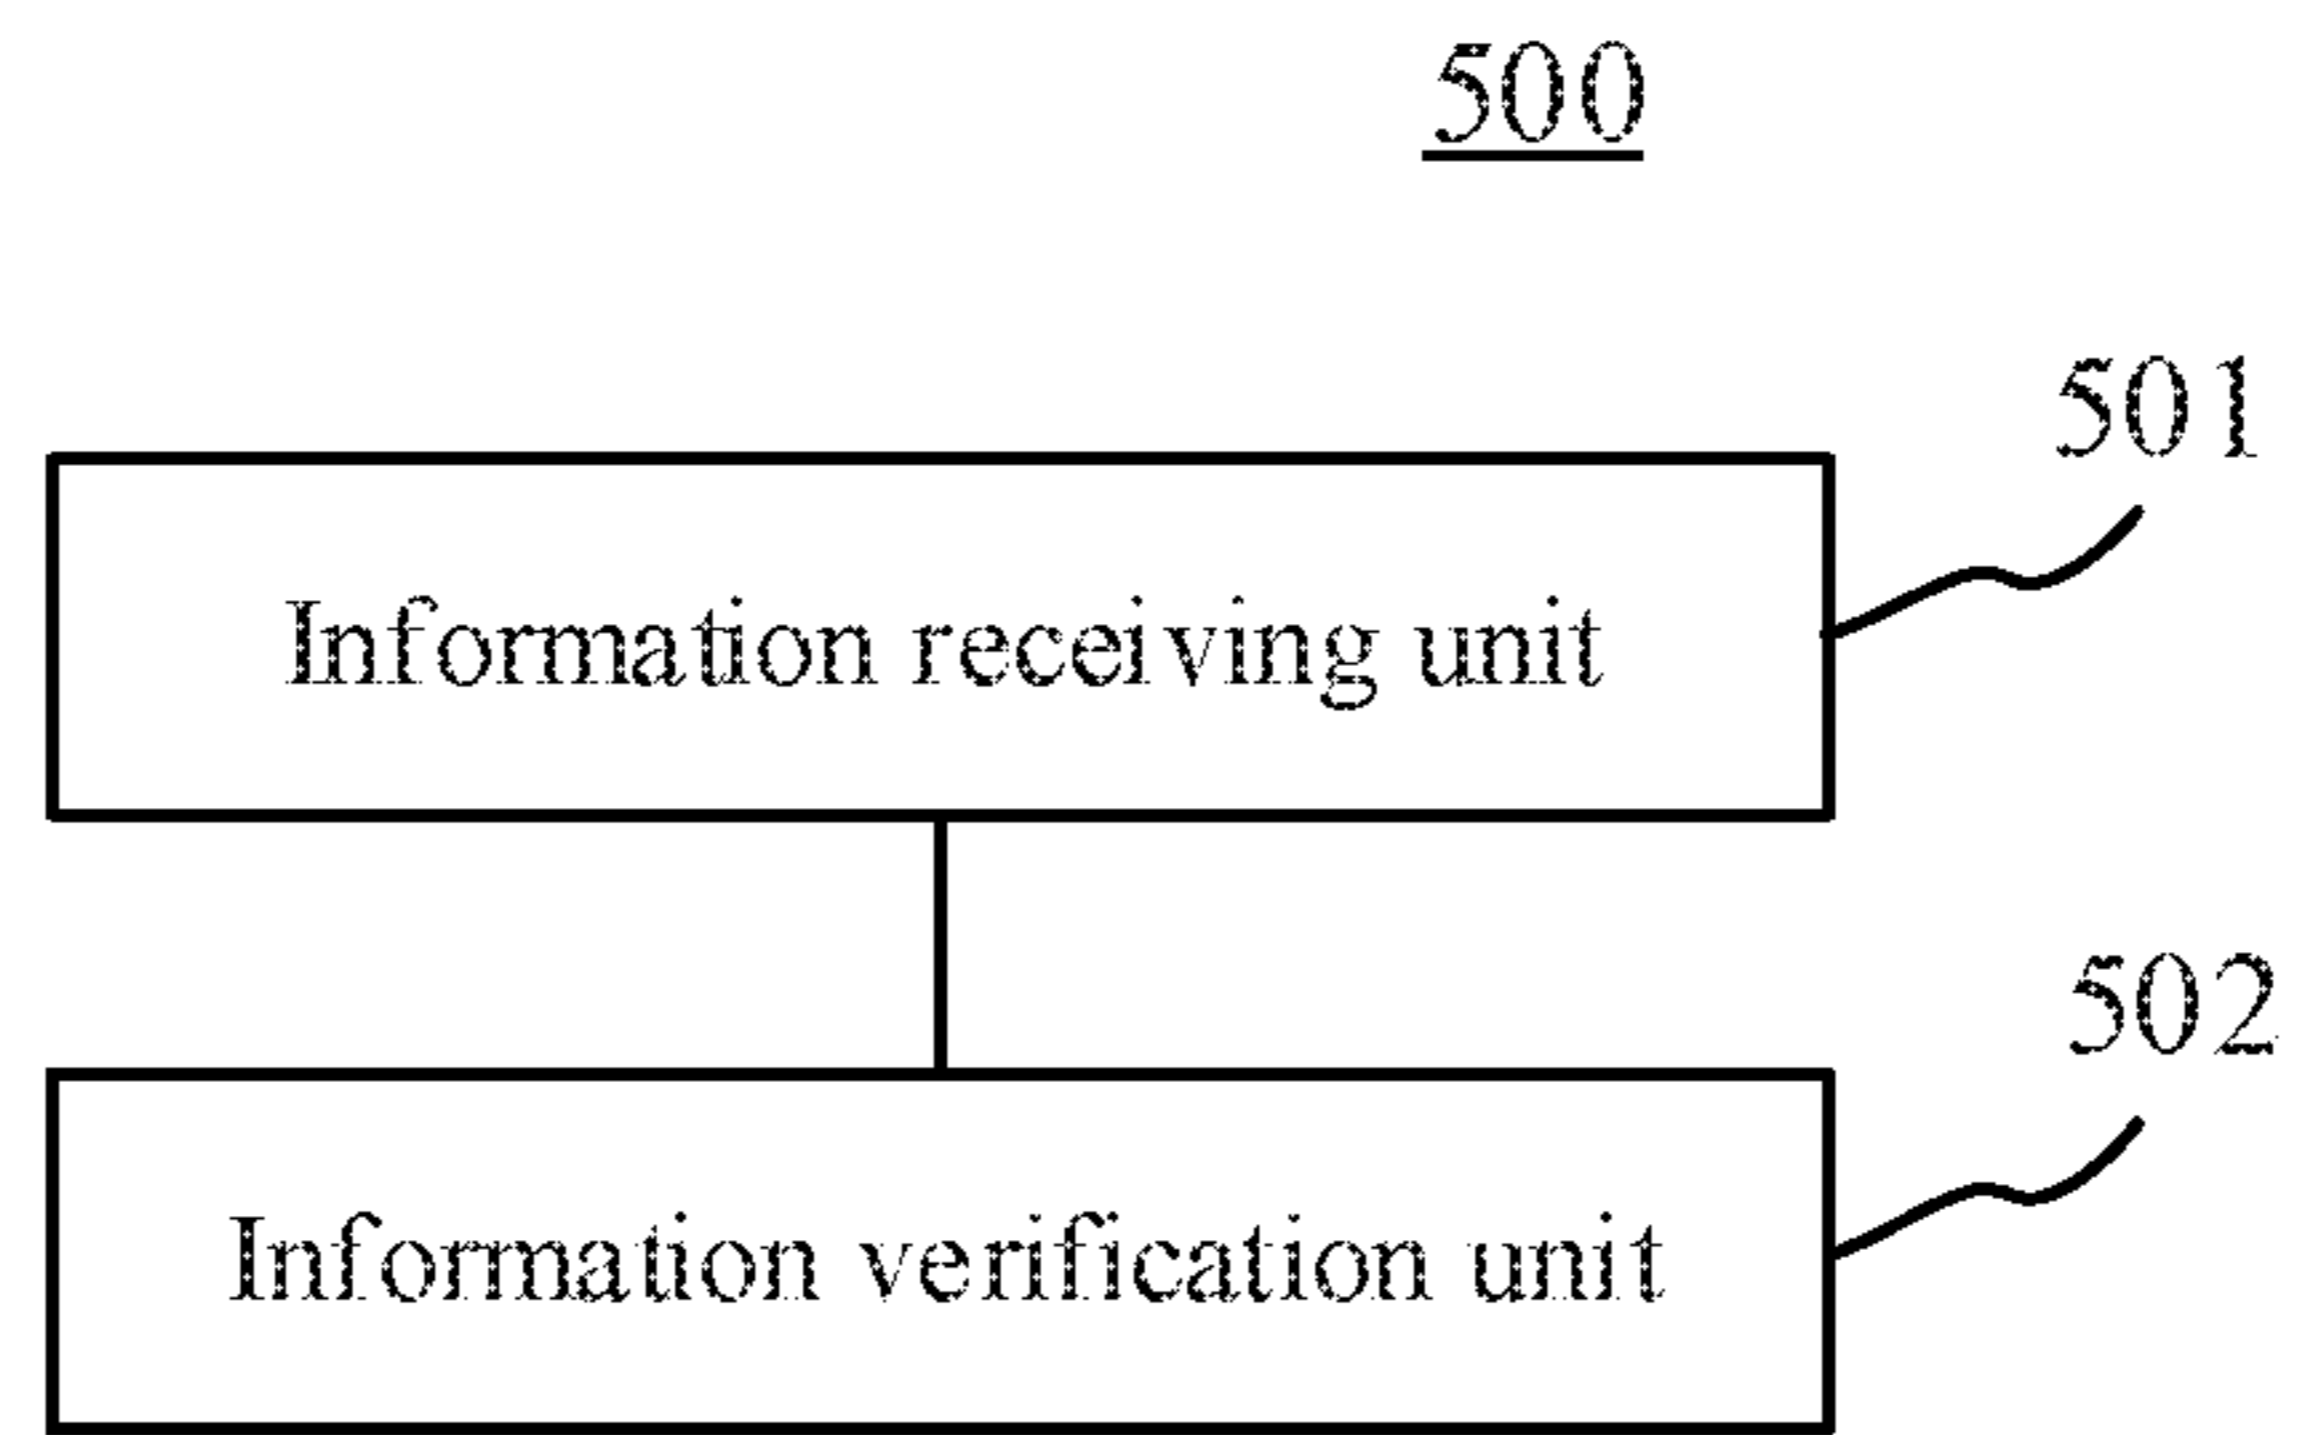 500
501
Information receiving unit
502
Information verification unit